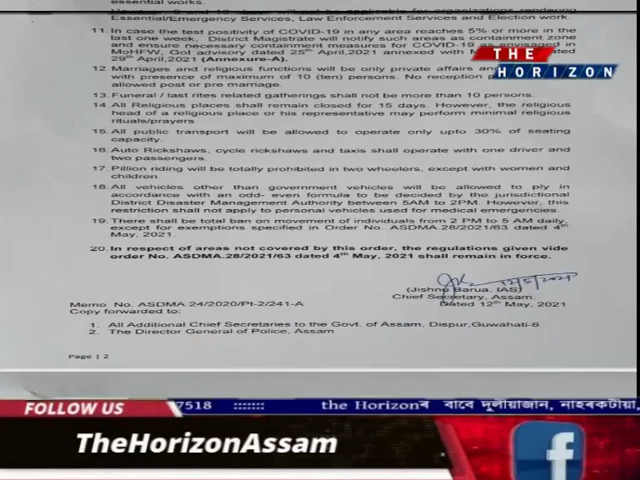 essential works.
Essential/Emergency Services, Law Enforcement Services and Election work.
11. In case the test positivity of COVID-19 in any area reaches 5% or more in the
last one week, District Magistrate will notify such areas as containment zone
and ensure necessary containment measures for COVID-19 as envisaged in
MoHFW, GoI advisory dated 25th April,2021 annexed with M
29th April,2021 (Annexure-A).
THE
HORIZON
12. Marriages and religious functions will be only private affairs
with presence of maximum of 10 (ten) persons. No reception p
allowed post or pre marriage.
13. Funeral / last rites related gatherings shall not be more than 10 persons.
14. All Religious places shall remain closed for 15 days. However, the religious
head of a religious place or his representative may perform minimal religious
rituals/prayers.
15. All public transport will be allowed to operate only upto 30% of seating
capacity.
16. Auto Rickshaws, cycle rickshaws and taxis shall operate with one driver and
two passengers.
17. Pillion riding will be totally prohibited in two wheelers, except with women and
children.
18. All vehicles other than government vehicles will be allowed to ply in
accordance with an odd- even formula to be decided by the jurisdictional
District Disaster Management Authority between 5AM to 2PM. However, this
restriction shall not apply to personal vehicles used for medical emergencies.
19. There shall be total ban on movement of individuals from 2 PM to 5 AM daily,
except for exemptions specified in Order No. ASDMA.28/2021/63 dated 4th
May, 2021.
20. In respect of areas not covered by this order, the regulations given vide
order No. ASDMA.28/2021/63 dated 4th May, 2021 shall remain in force.
12/5/2021
(Jishnu Barua, IAS)
Chief Secretary, Assam.
Dated 12th May, 2021
Memo No. ASDMA.24/2020/Pt-2/241-A
Copy forwarded to:
1. All Additional Chief Secretaries to the Govt. of Assam, Dispur,Guwahati-6
2. The Director General of Police, Assam
Page | 2
FOLLOW US
7518 ::::::: the Horizonৰ বাবে দুলীয়াজান, নাহৰকটীয়া,
TheHorizonAssam
f